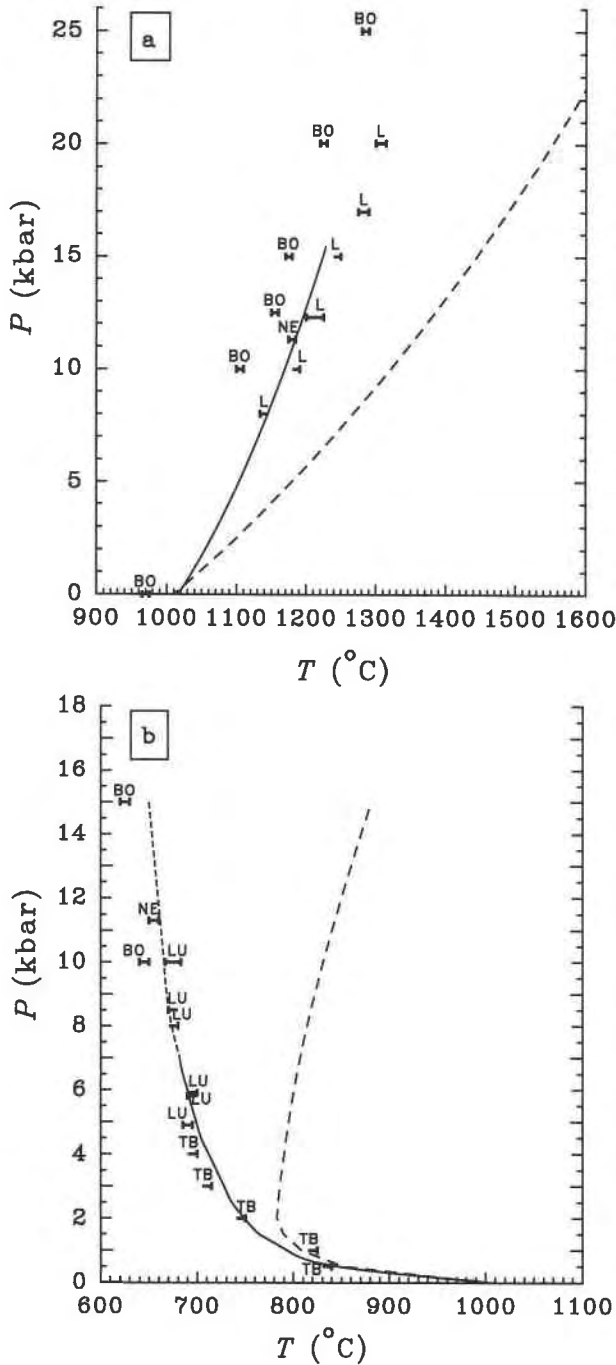 a
BO
25
BO
L
20
L
BO
L
15
BO
L
NE
BO
L
10
L
5
BO
0
P (kbar)
900 1000 1100 1200 1300 1400 1500 1600
T (°C)
18
b
16
BO
14
12
NE
BO
LU
10
LU
LU
8
LU
LU
6
LU
TB
4
TB
TB
2
TB
TB
0
P (kbar)
600 700 800 900 1000 1100
T (°C)